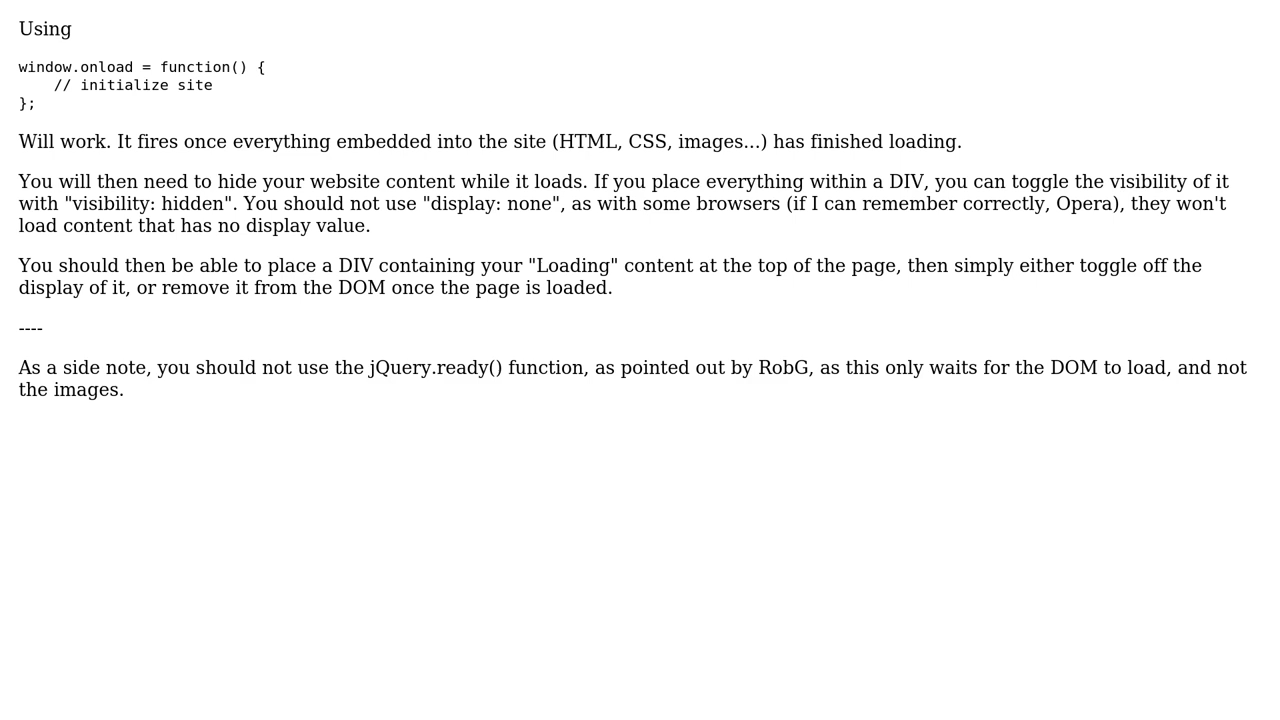 Using
window.onload = function() {
    // initialize site
};
Will work. It fires once everything embedded into the site (HTML, CSS, images...) has finished loading.
You will then need to hide your website content while it loads. If you place everything within a DIV, you can toggle the visibility of it
with "visibility: hidden". You should not use "display: none", as with some browsers (if I can remember correctly, Opera), they won't
load content that has no display value.
You should then be able to place a DIV containing your "Loading" content at the top of the page, then simply either toggle off the
display of it, or remove it from the DOM once the page is loaded.
----
As a side note, you should not use the jQuery.ready() function, as pointed out by RobG, as this only waits for the DOM to load, and not
the images.